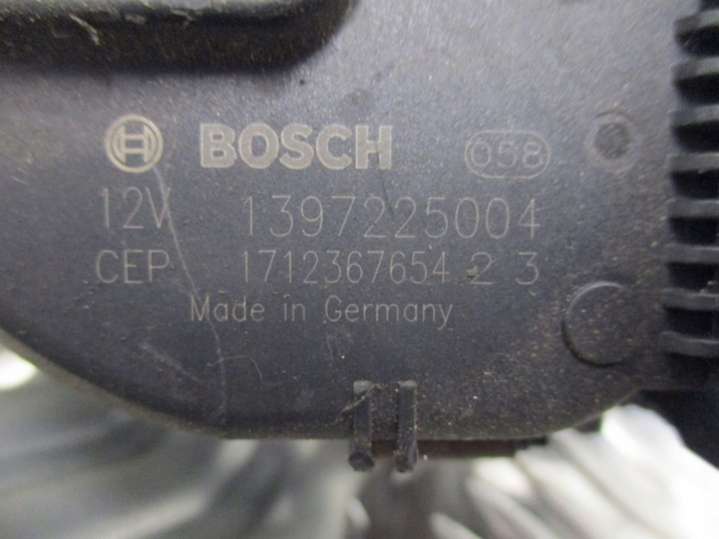 BOSCH 058
12V 1397225004
CEP 1712367654 2 3
Made in Germany